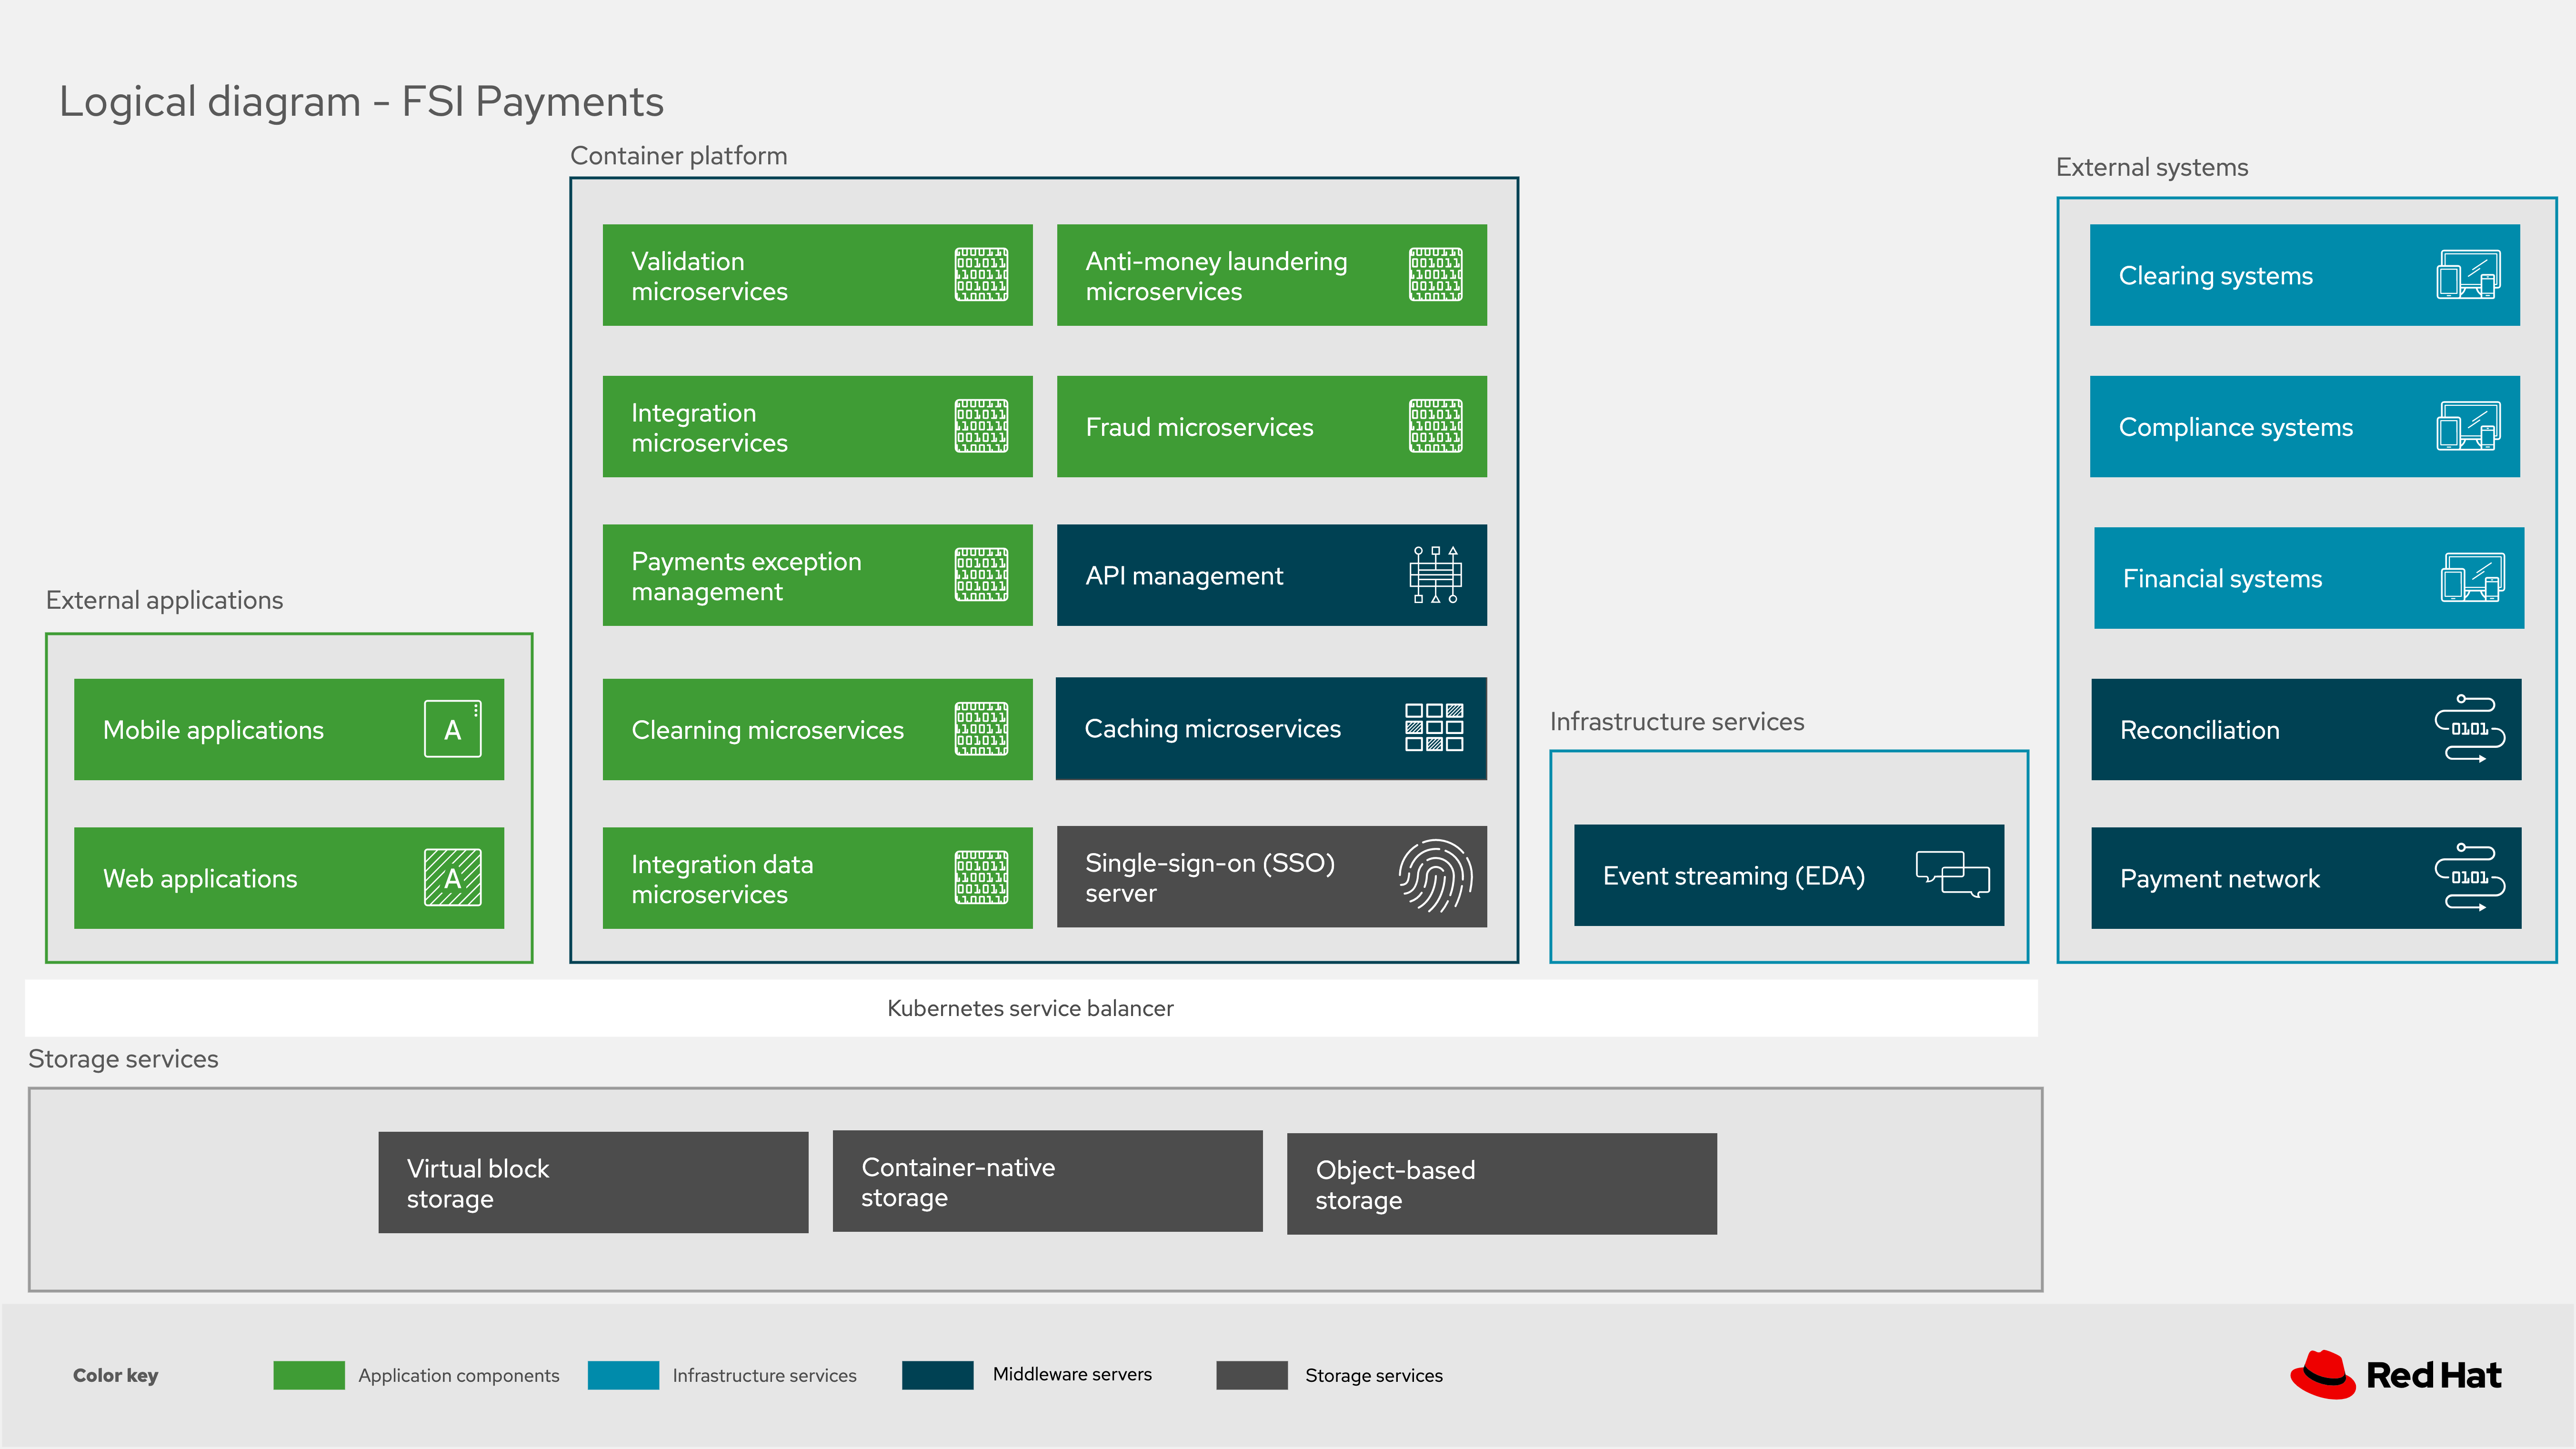 Logical diagram - FSI Payments
Container platform
External systems
Validation
microservices
Anti-money laundering
microservices
Clearing systems
Integration
microservices
Fraud microservices
Compliance systems
Payments exception
management
API management
Financial systems
External applications
Mobile applications
A
Clearning microservices
Caching microservices
Infrastructure services
Reconciliation
0101
Web applications
A
Integration data
microservices
Single-sign-on (SSO)
server
Event streaming (EDA)
Payment network
0101
Kubernetes service balancer
Storage services
Virtual block
storage
Container-native
storage
Object-based
storage
Color key
Application components
Infrastructure services
Middleware servers
Storage services
Red Hat